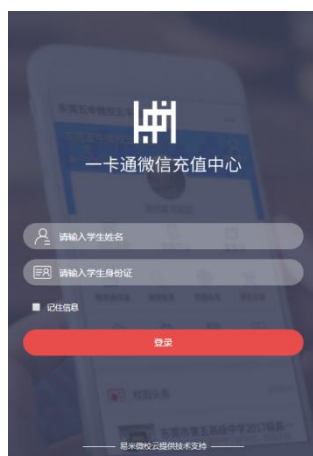 一卡通微信充值中心
请输入学生姓名
请输入学生身份证
记住信息
登录
易米微校云提供技术支持